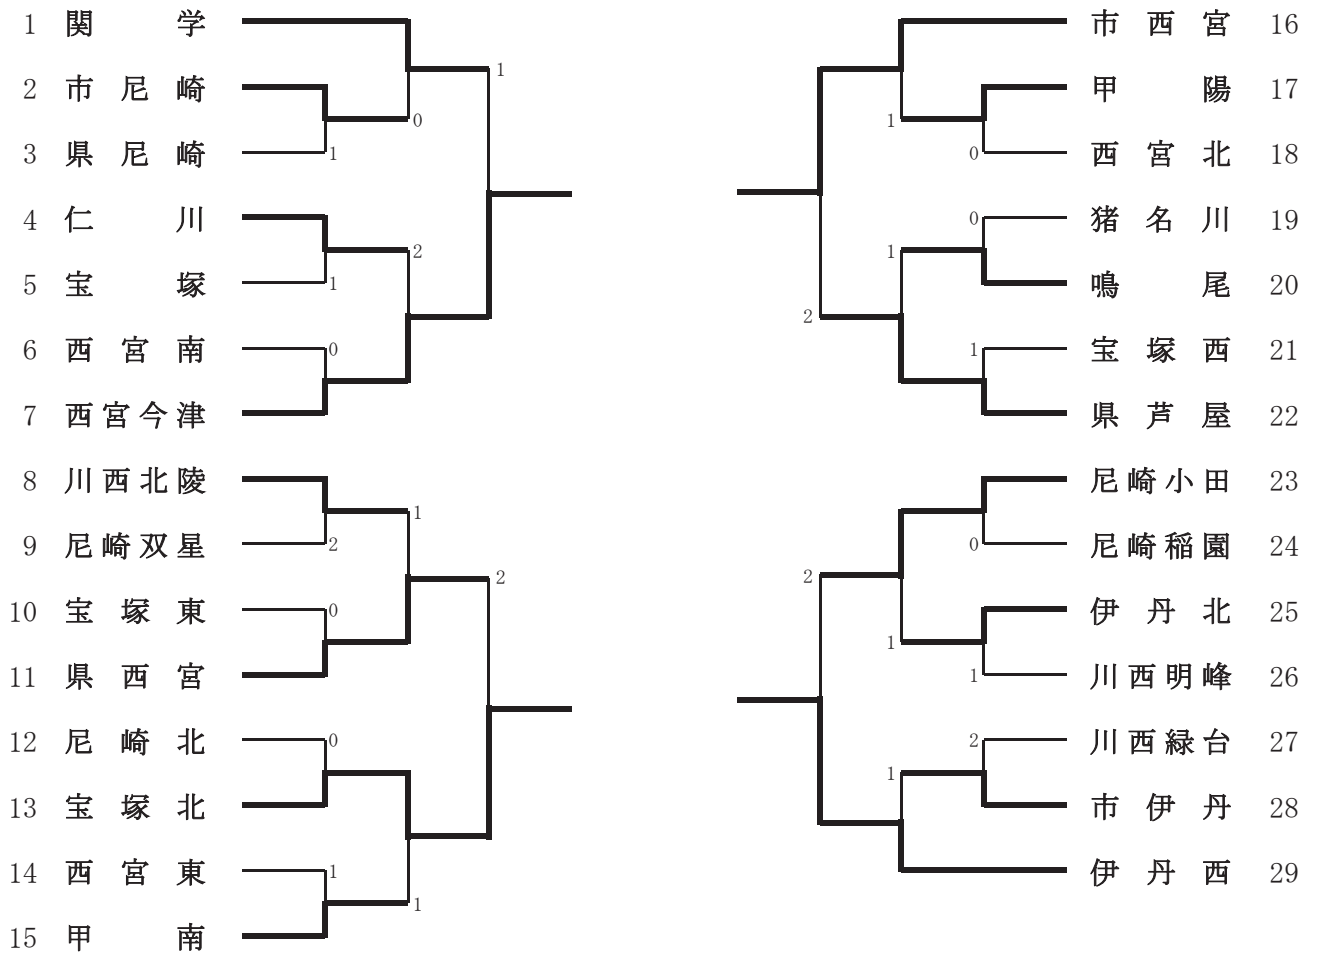 1 関学
1
市西宮 16
2 市尼崎
甲陽 17
0
1
3 県尼崎
1
0
西宮北 18
4 仁川
0
猪名川 19
2
1
5 宝塚
1
鳴尾 20
2
6 西宮南
0
1
宝塚西 21
7 西宮今津
県芦屋 22
8 川西北陵
尼崎小田 23
1
9 尼崎双星
2
0
尼崎稲園 24
2
2
10 宝塚東
0
伊丹北 25
1
11 県西宮
1
川西明峰 26
12 尼崎北
0
2
川西緑台 27
1
13 宝塚北
市伊丹 28
14 西宮東
1
伊丹西 29
1
15 甲南